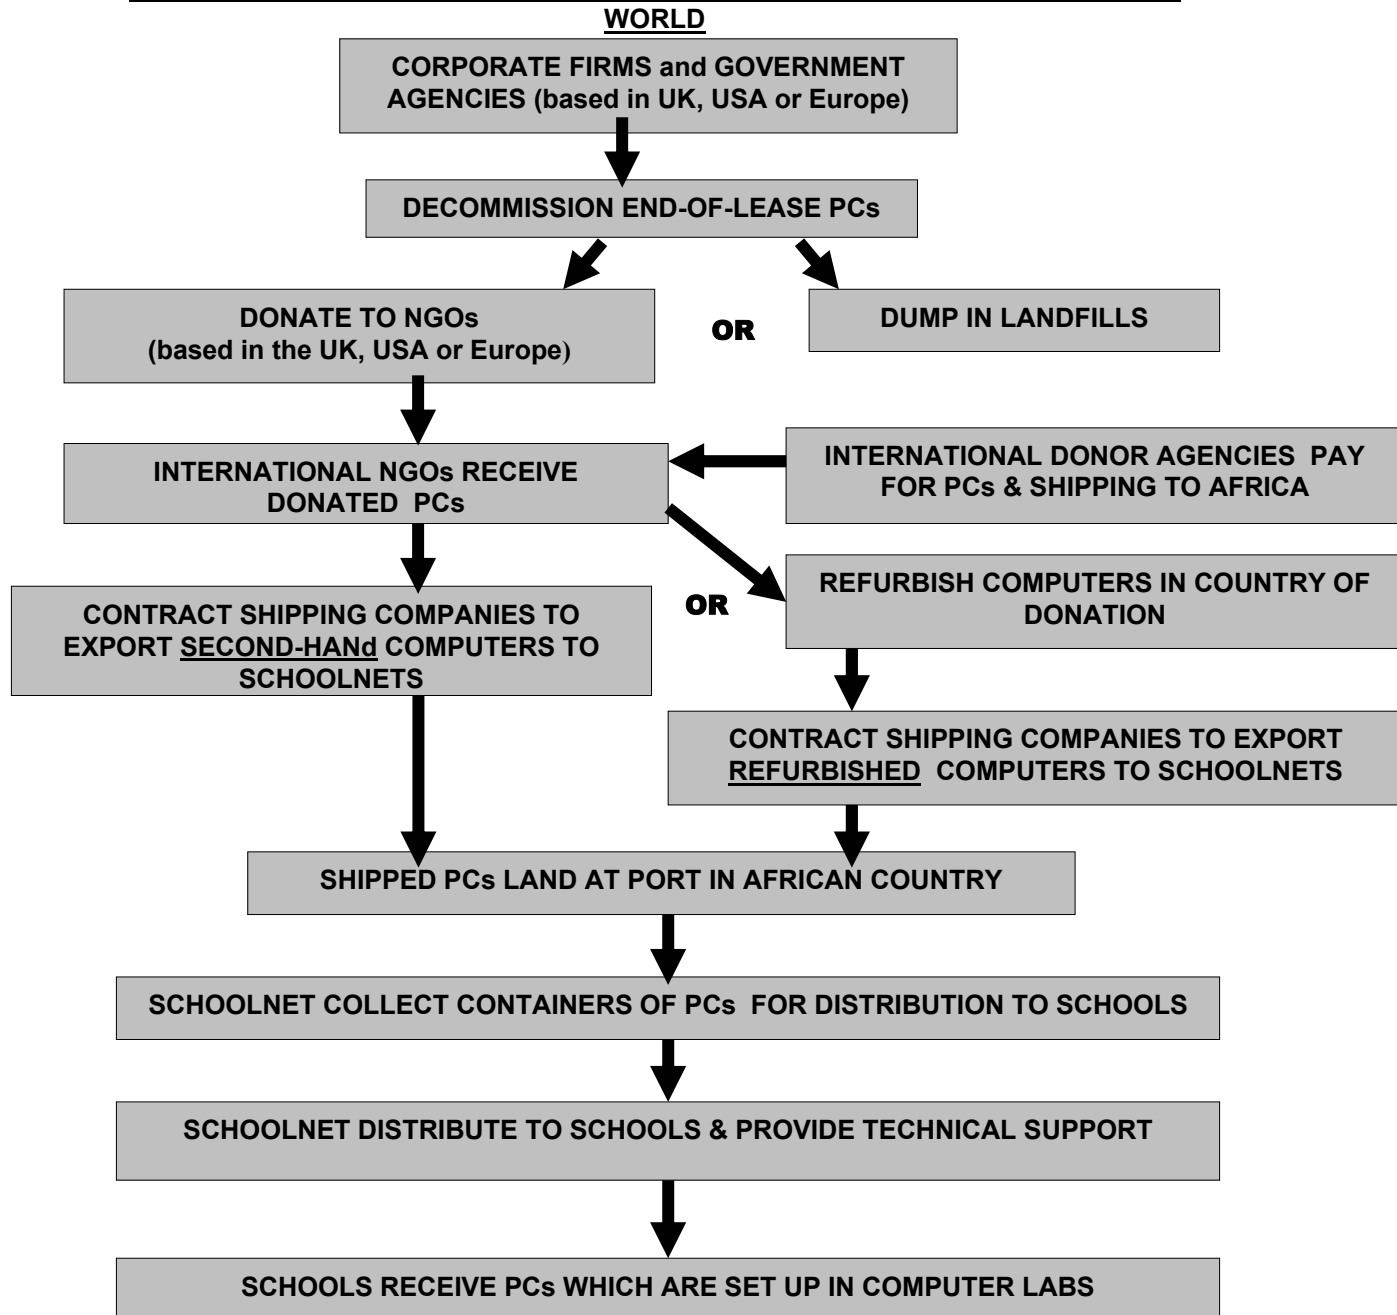 WORLD
CORPORATE FIRMS and GOVERNMENT
AGENCIES (based in UK, USA or Europe)
DECOMMISSION END-OF-LEASE PCs
DONATE TO NGOs
(based in the UK, USA or Europe)
OR
DUMP IN LANDFILLS
INTERNATIONAL NGOs RECEIVE
DONATED PCs
INTERNATIONAL DONOR AGENCIES PAY
FOR PCs & SHIPPING TO AFRICA
CONTRACT SHIPPING COMPANIES TO
EXPORT SECOND-HANd COMPUTERS TO
SCHOOLNETS
OR
REFURBISH COMPUTERS IN COUNTRY OF
DONATION
CONTRACT SHIPPING COMPANIES TO EXPORT
REFURBISHED COMPUTERS TO SCHOOLNETS
SHIPPED PCs LAND AT PORT IN AFRICAN COUNTRY
SCHOOLNET COLLECT CONTAINERS OF PCs FOR DISTRIBUTION TO SCHOOLS
SCHOOLNET DISTRIBUTE TO SCHOOLS & PROVIDE TECHNICAL SUPPORT
SCHOOLS RECEIVE PCs WHICH ARE SET UP IN COMPUTER LABS